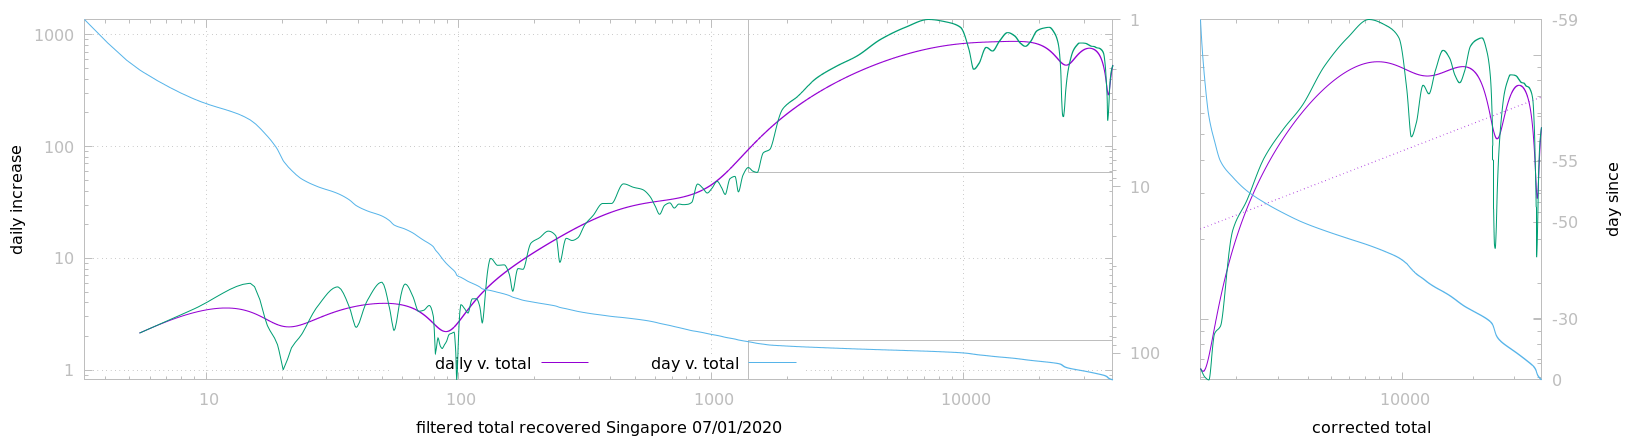 1000
100
10
1
daily increase
10
100
1000
10000
filtered total recovered Singapore 07/01/2020
daily v. total
day v. total
1
10
100
10000
corrected total
-59
-55
-50
-30
0
day since